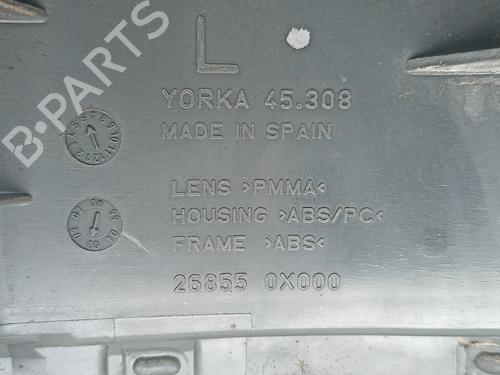 L
YORKA 45.308
MADE IN SPAIN
LENS >PMMA<
HOUSING >ABS/PC<
FRAME >ABS<
26855 0X000
B-PARTS